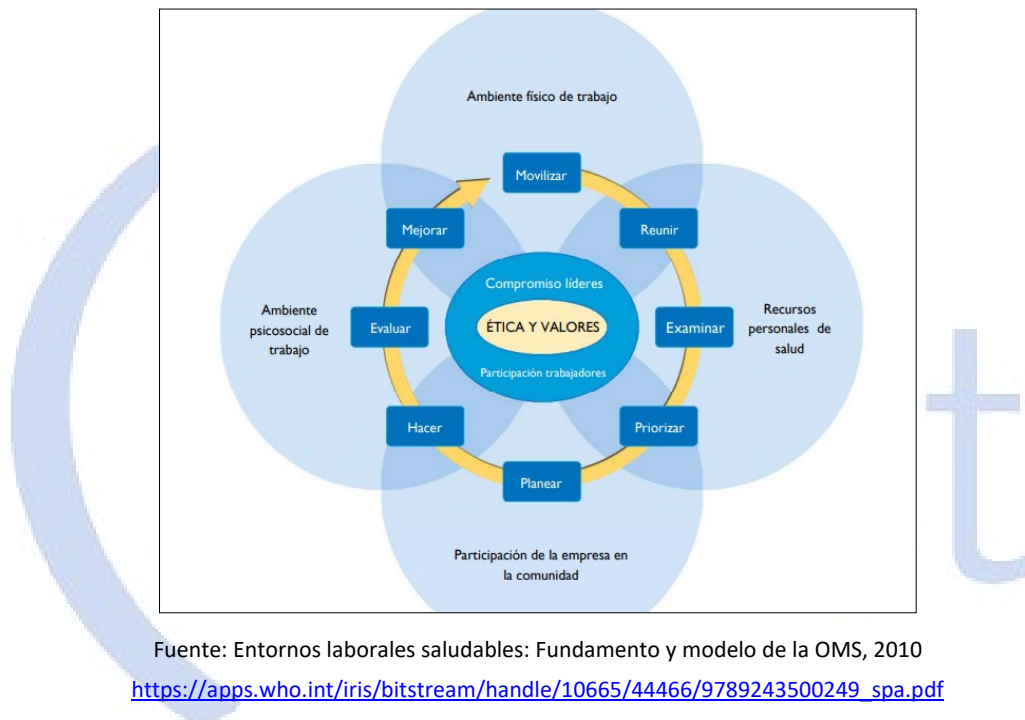 Ambiente físico de trabajo
Movilizar
Mejorar
Reunir
Compromiso líderes
Ambiente
psicosocial de
trabajo
Evaluar
ÉTICA Y VALORES
Examinar
Recursos
personales de
salud
Participación trabajadores
Hacer
Priorizar
Planear
Participación de la empresa en
la comunidad
t
Fuente: Entornos laborales saludables: Fundamento y modelo de la OMS, 2010
https://apps.who.int/iris/bitstream/handle/10665/44466/9789243500249_spa.pdf